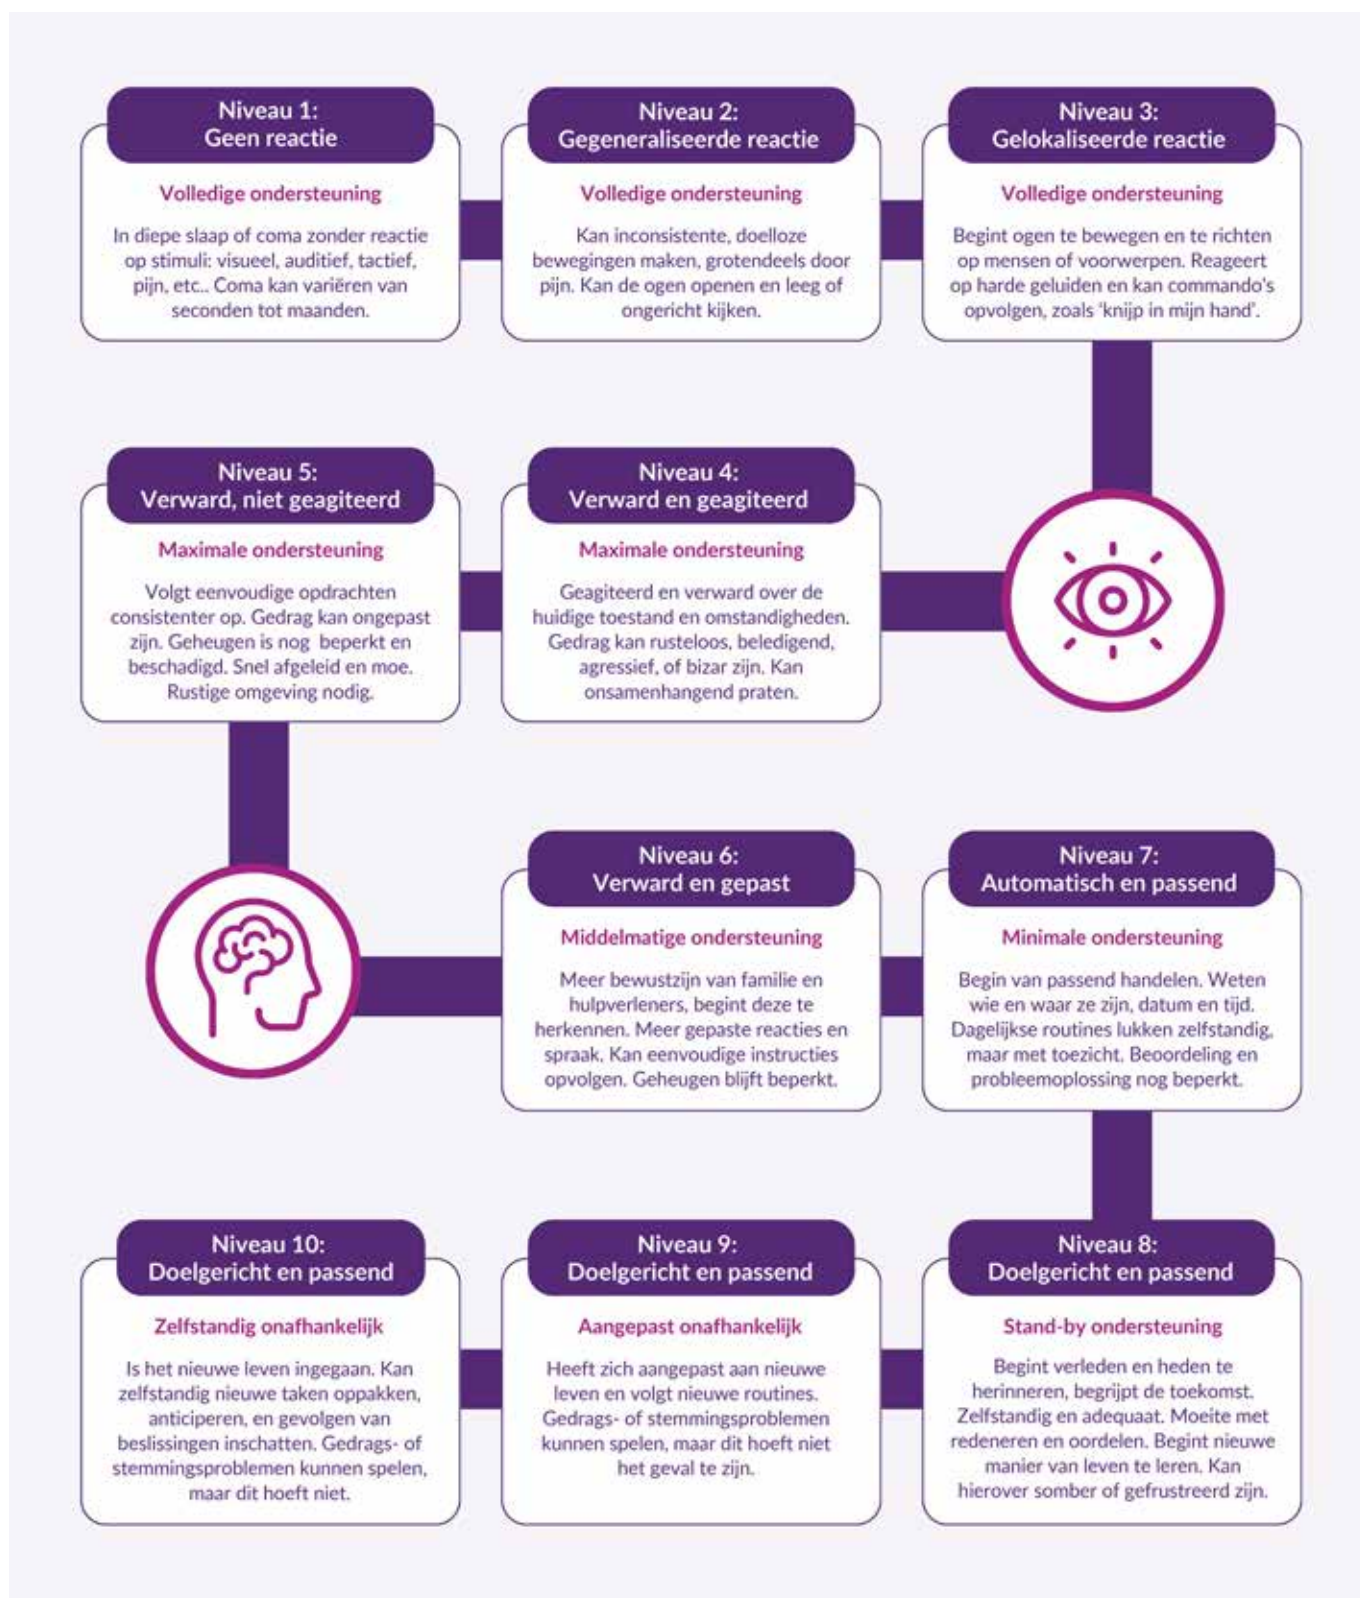 Niveau 1:
Geen reactie
Volledige ondersteuning
In diepe slaap of coma zonder reactie
op stimuli: visueel, auditief, tactief,
pijn, etc.. Coma kan variëren van
seconden tot maanden.
Niveau 2:
Gegeneraliseerde reactie
Volledige ondersteuning
Kan inconsistente, doelloze
bewegingen maken, grotendeels door
pijn. Kan de ogen openen en leeg of
ongericht kijken.
Niveau 3:
Gelokaliseerde reactie
Volledige ondersteuning
Begint ogen te bewegen en te richten
op mensen of voorwerpen. Reageert
op harde geluiden en kan commando's
opvolgen, zoals 'knijp in mijn hand'.
Niveau 4:
Verward en geagiteerd
Maximale ondersteuning
Geagiteerd en verward over de
huidige toestand en omstandigheden.
Gedrag kan rusteloos, beledigend,
agressief, of bizar zijn. Kan
onsamenhangend praten.
Niveau 5:
Verward, niet geagiteerd
Maximale ondersteuning
Volgt eenvoudige opdrachten
consistenter op. Gedrag kan ongepast
zijn. Geheugen is nog beperkt en
beschadigd. Snel afgeleid en moe.
Rustige omgeving nodig.
Niveau 6:
Verward en gepast
Middelmatige ondersteuning
Meer bewustzijn van familie en
hulpverleners, begint deze te
herkennen. Meer gepaste reacties en
spraak. Kan eenvoudige instructies
opvolgen. Geheugen blijft beperkt.
Niveau 7:
Automatisch en passend
Minimale ondersteuning
Begin van passend handelen. Weten
wie en waar ze zijn, datum en tijd.
Dagelijkse routines lukken zelfstandig,
maar met toezicht. Beoordeling en
probleemoplossing nog beperkt.
Niveau 8:
Doelgericht en passend
Stand-by ondersteuning
Begint verleden en heden te
herinneren, begrijpt de toekomst.
Zelfstandig en adequaat. Moeite met
redeneren en oordelen. Begint nieuwe
manier van leven te leren. Kan
hierover somber of gefrustreerd zijn.
Niveau 9:
Doelgericht en passend
Aangepast onafhankelijk
Heeft zich aangepast aan nieuwe
leven en volgt nieuwe routines.
Gedrags- of stemmingsproblemen
kunnen spelen, maar dit hoeft niet
het geval te zijn.
Niveau 10:
Doelgericht en passend
Zelfstandig onafhankelijk
Is het nieuwe leven ingegaan. Kan
zelfstandig nieuwe taken oppakken,
anticiperen, en gevolgen van
beslissingen inschatten. Gedrags- of
stemmingsproblemen kunnen spelen,
maar dit hoeft niet.